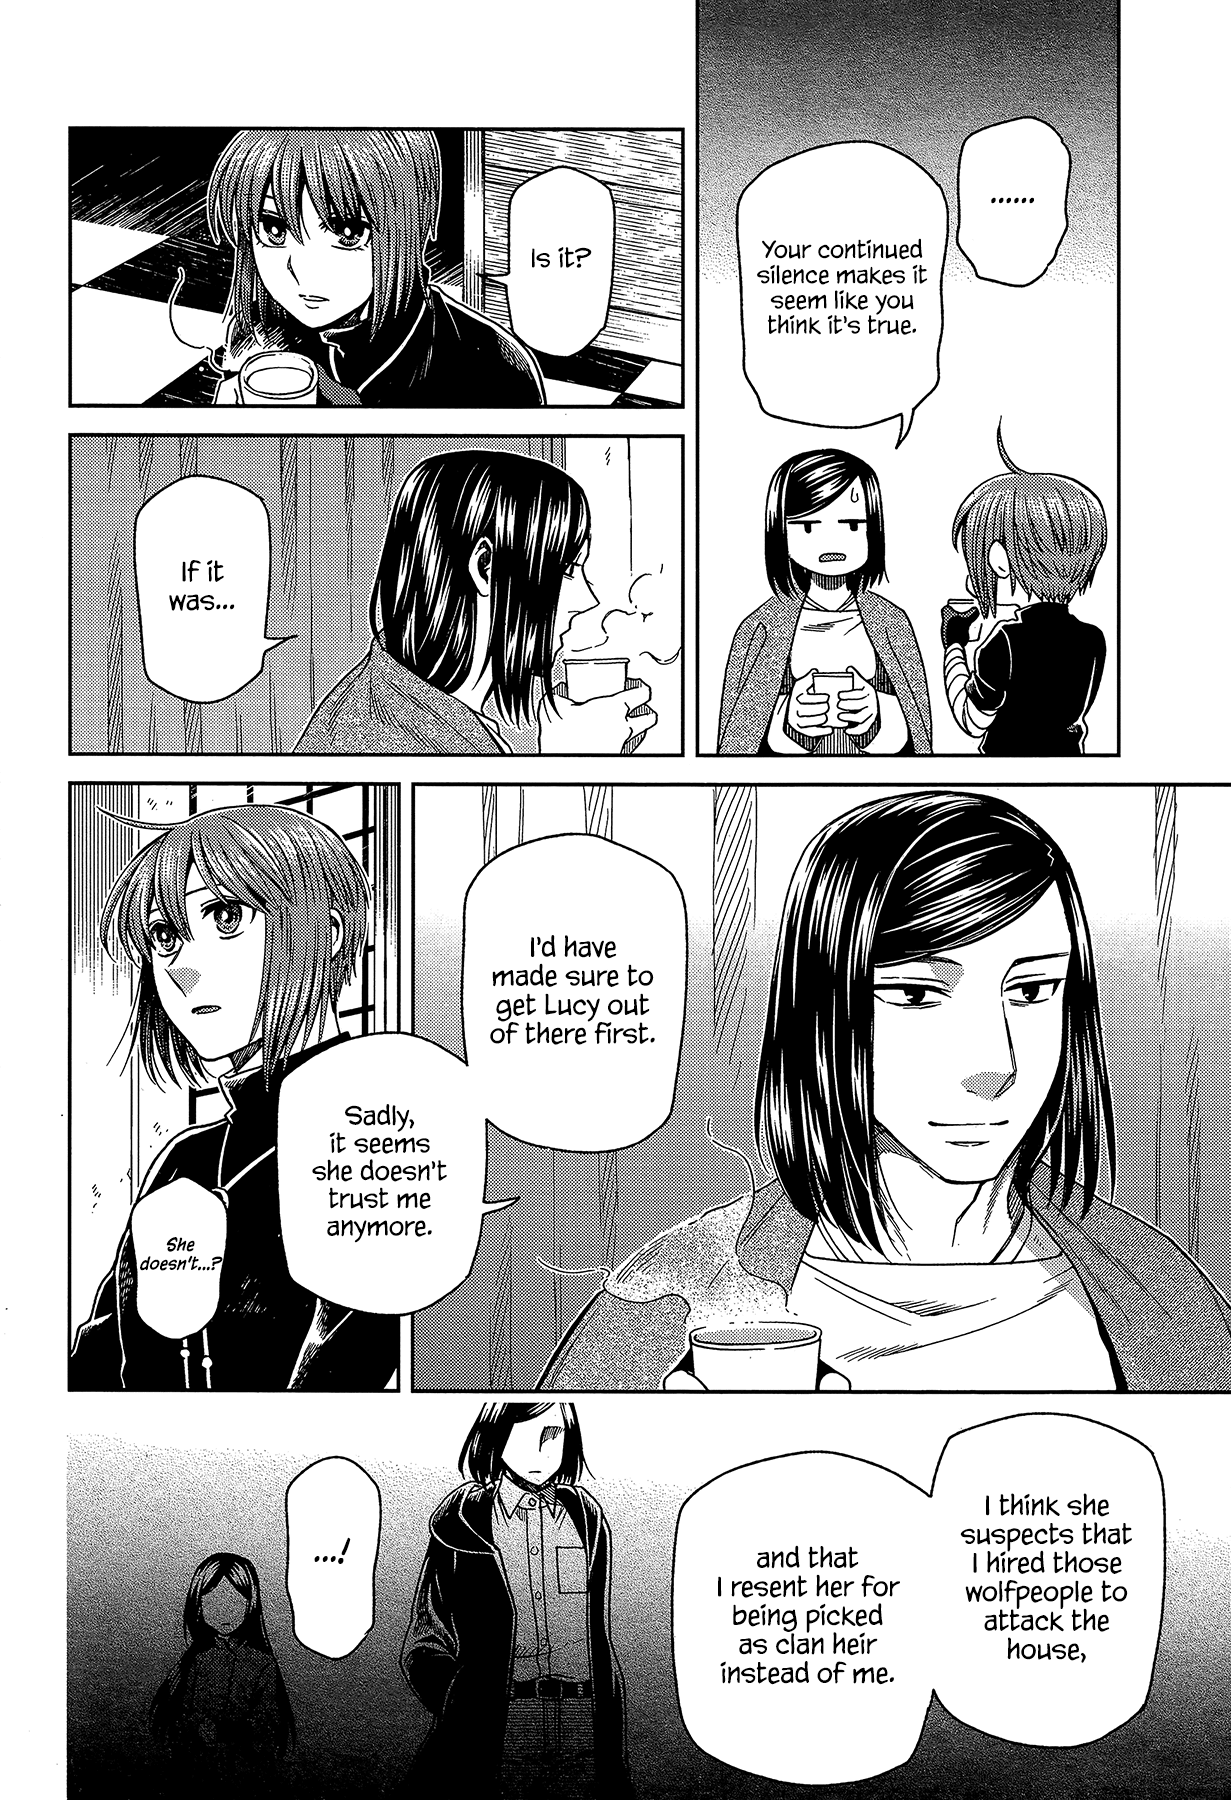 ......
Your continued
silence makes it
seem like you
think it's true.
Is it?
If it
was...
I'd have
made sure to
get Lucy out
of there first.
Sadly,
it seems
she doesn't
trust me
anymore.
She
doesn't...?
I think she
suspects that
I hired those
wolfpeople to
attack the
house,
and that
I resent her for
being picked
as clan heir
instead of me.
....!